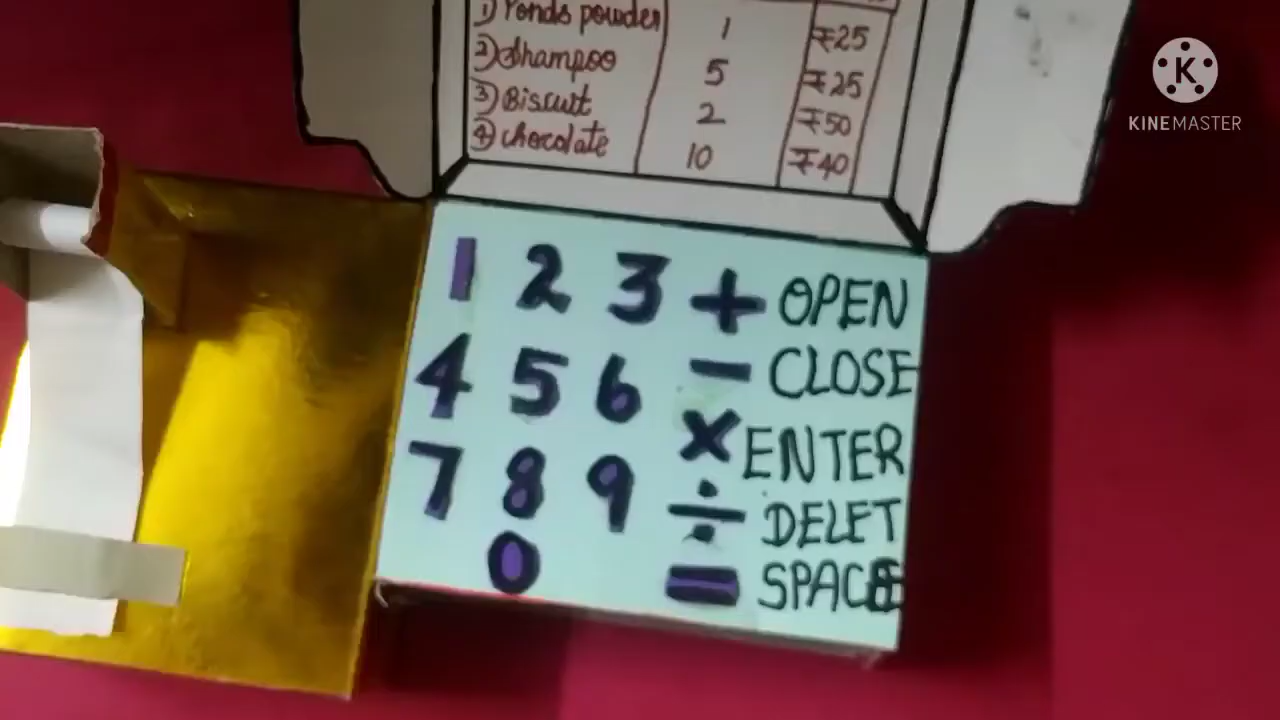 ① Ponds powder 1 ₹25
② Shampoo 5 ₹25
③ Biscuit 2 ₹50
④ chocolate 10 ₹40
KINEMASTER
1 2 3 + OPEN
4 5 6 − CLOSE
7 8 9 × ENTER
÷ DELET
0 = SPACE